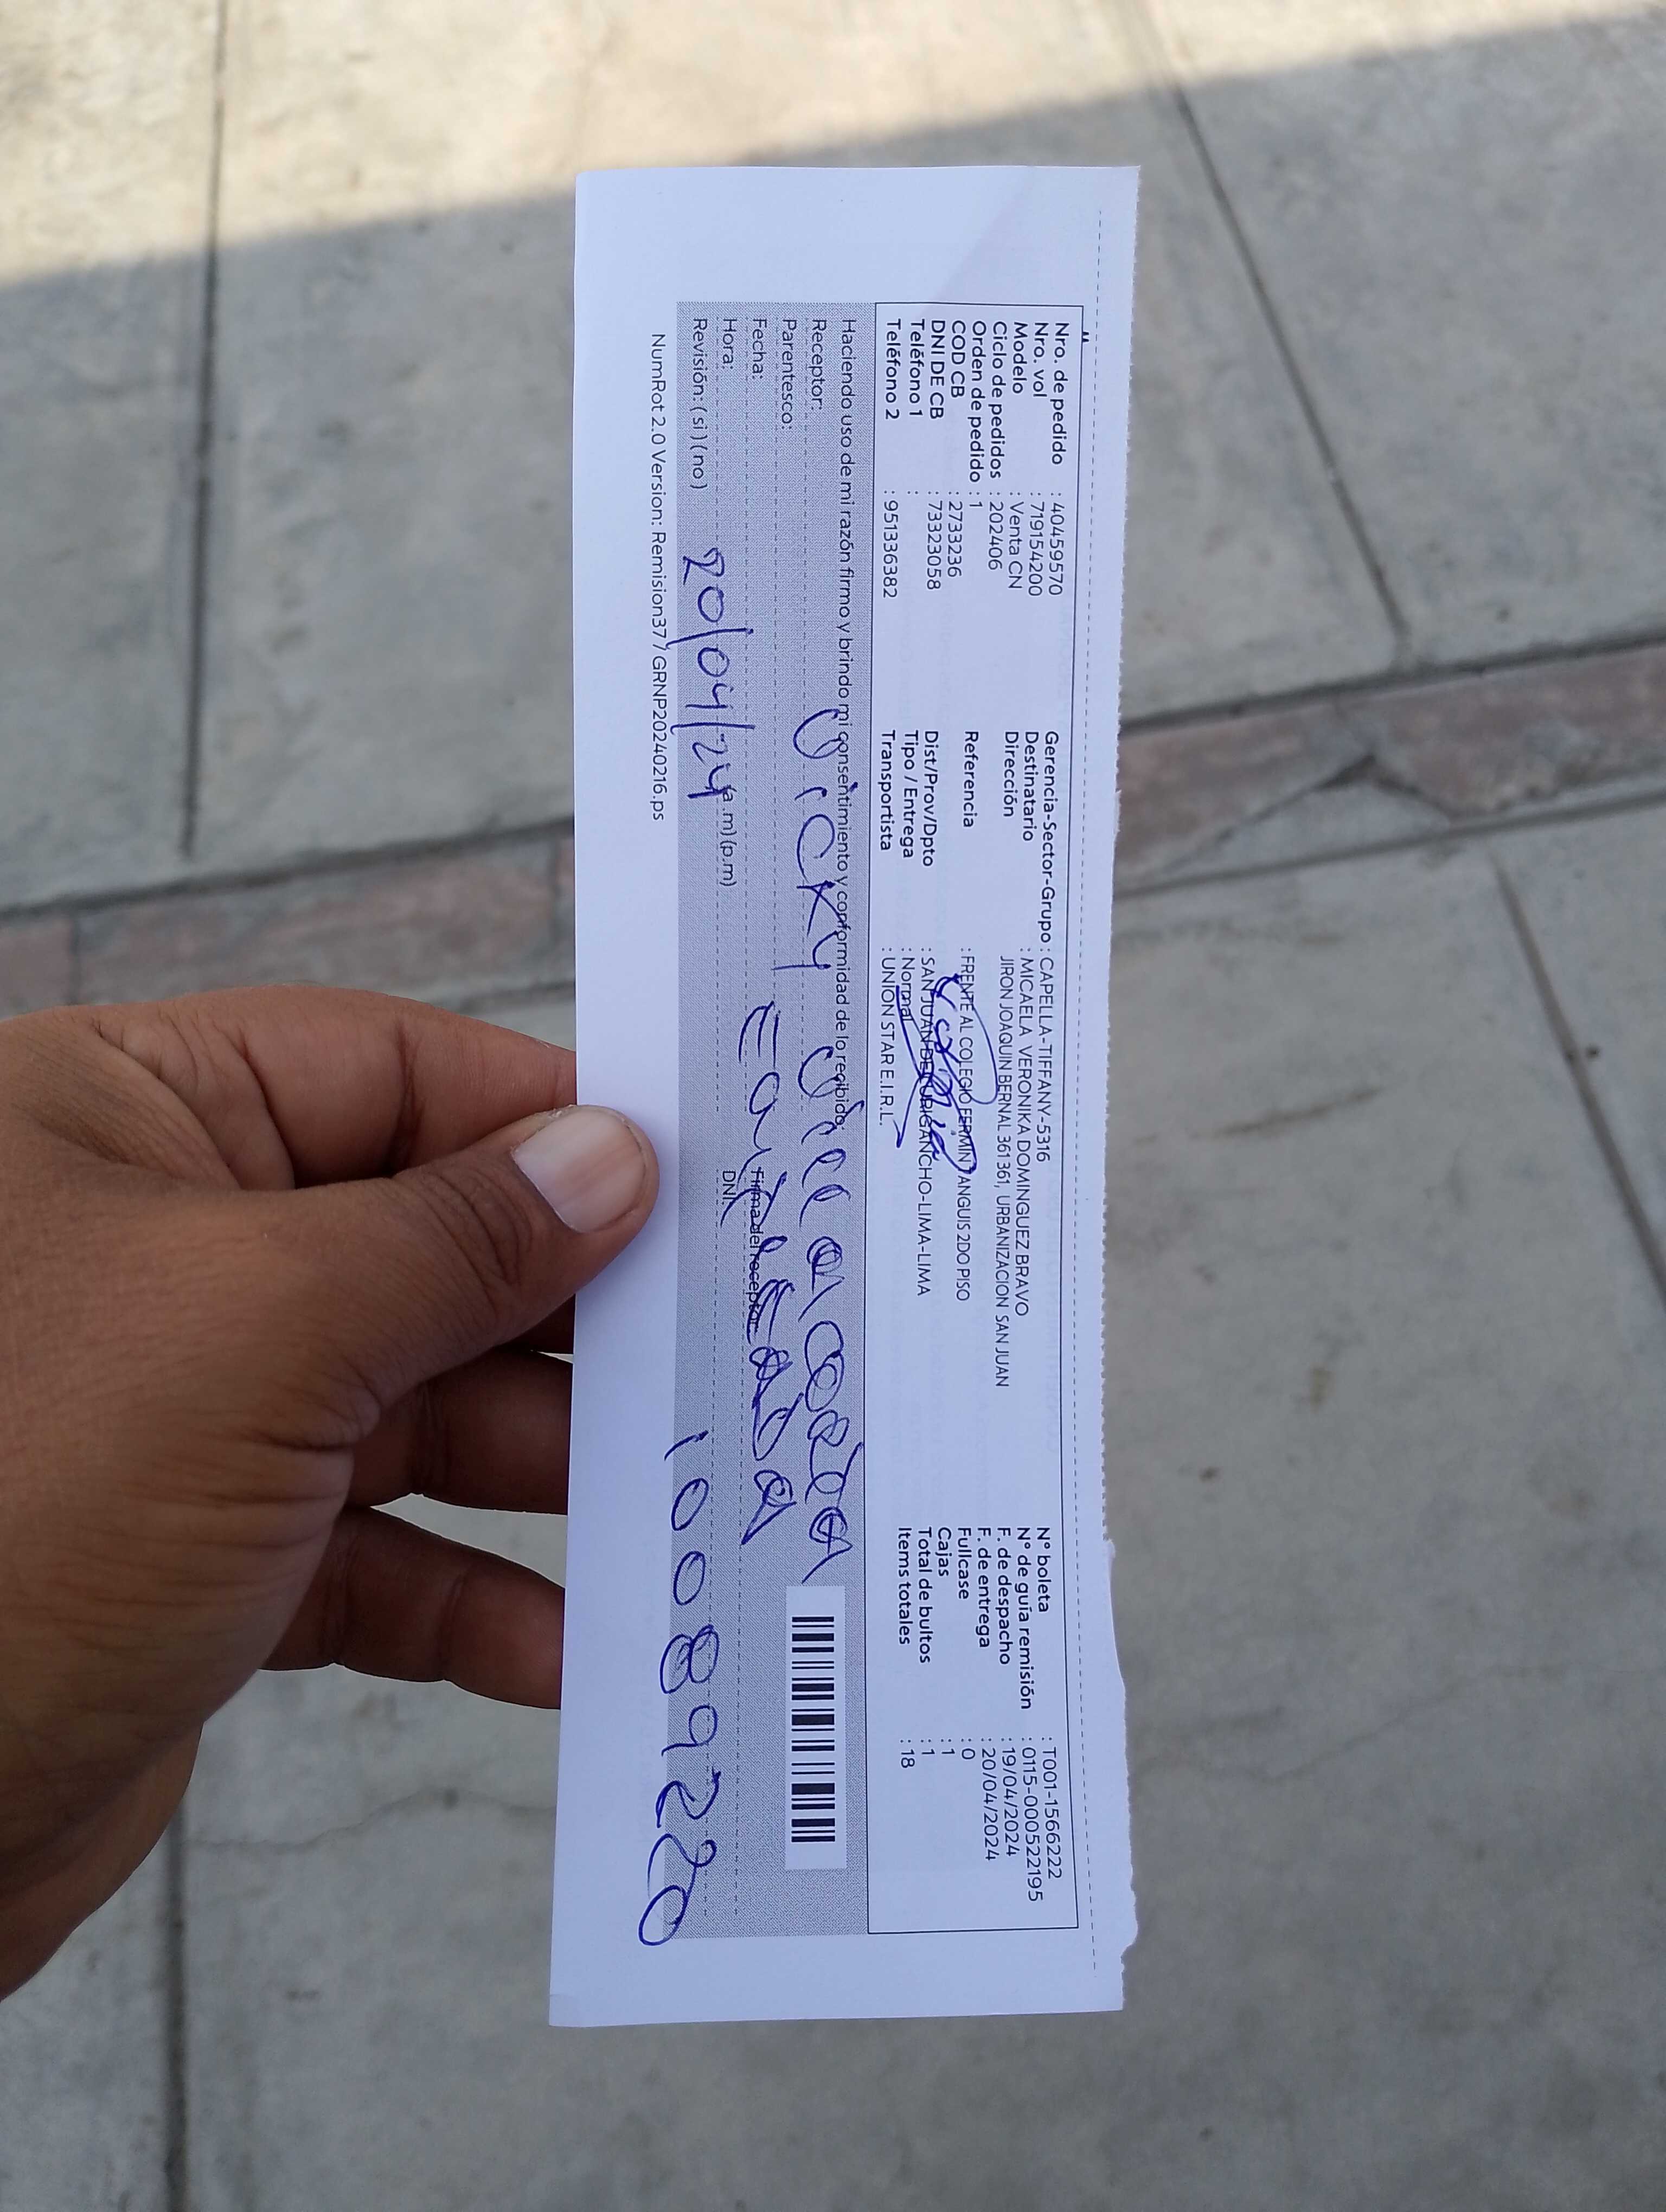 Nro. de pedido : 40459570
Nro. vol : 719154200
Modelo : Venta CN
Ciclo de pedidos : 202406
Orden de pedido : 1
COD CB : 2733236
DNI DE CB : 73323058
Teléfono 1 :
Teléfono 2 : 951336382
Gerencia-Sector-Grupo : CAPELLA-TIFFANY-5316
Destinatario : MICAELA VERONIKA DOMINGUEZ BRAVO
Dirección JIRON JOAQUIN BERNAL 361 361, URBANIZACION SAN JUAN
Referencia : FRENTE AL COLEGIO FERMIN TANGUIS 2DO PISO
Dist/Prov/Dpto : SAN JUAN DE LURIGANCHO-LIMA-LIMA
Tipo / Entrega : Normal
Transportista : UNION STAR E.I.R.L.
N° boleta : T001-1566222
N° de guía remisión : 0115-000522195
F. de despacho : 19/04/2024
F. de entrega : 20/04/2024
Fullcase : 0
Cajas : 1
Total de bultos : 1
Items totales : 18
Haciendo uso de mi razón firmo y brindo mi consentimiento y conformidad de lo recibido:
Receptor: Vicky
Parentesco:
Fecha:
Firma del receptor:
Hora: (a.m) (p.m) DNI:
Revisión: ( si ) ( no ) 20/04/24 10089220
NumRot 2.0 Version: Remision37 / GRNP20240216.ps